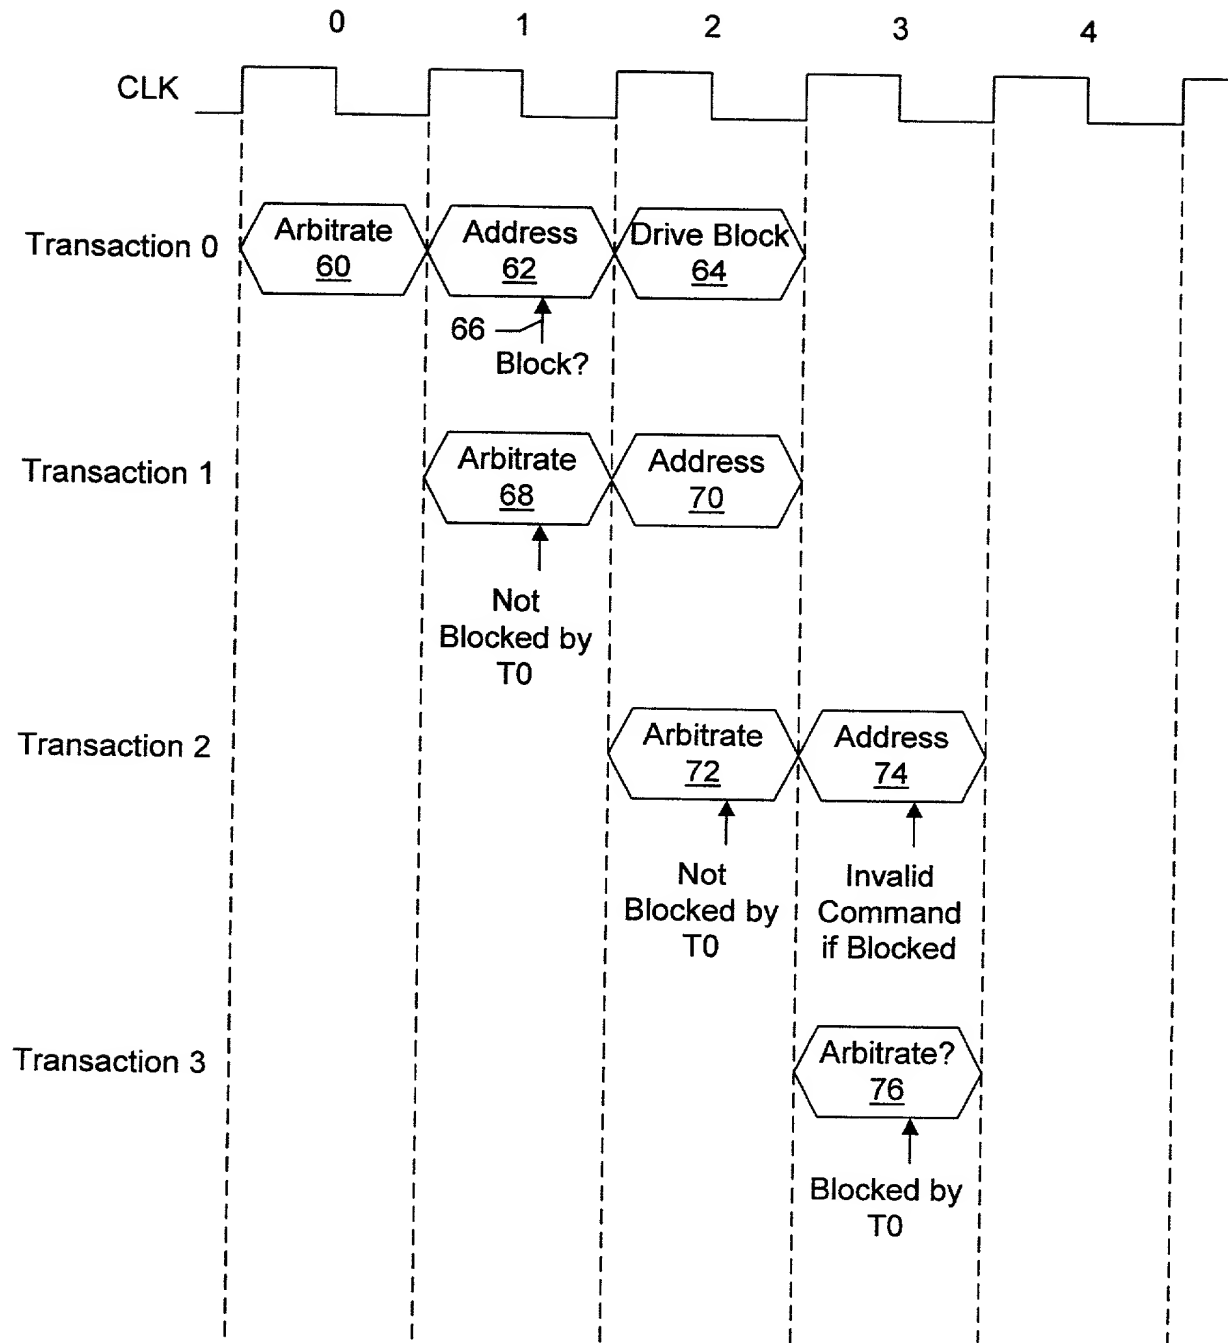 0 1 2 3 4
CLK
Transaction 0
Arbitrate
60
Address
62
Drive Block
64
66
Block?
Transaction 1
Arbitrate
68
Address
70
Not
Blocked by
T0
Transaction 2
Arbitrate
72
Address
74
Not
Blocked by
T0
Invalid
Command
if Blocked
Transaction 3
Arbitrate?
76
Blocked by
T0